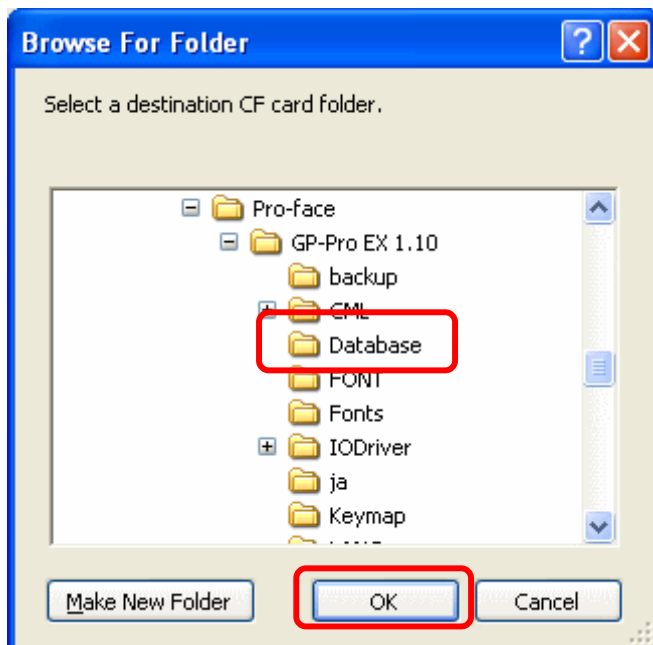 Browse For Folder
Select a destination CF card folder.
Pro-face
GP-Pro EX 1.10
backup
CML
Database
FONT
Fonts
IODriver
ja
Keymap
Make New Folder
OK
Cancel